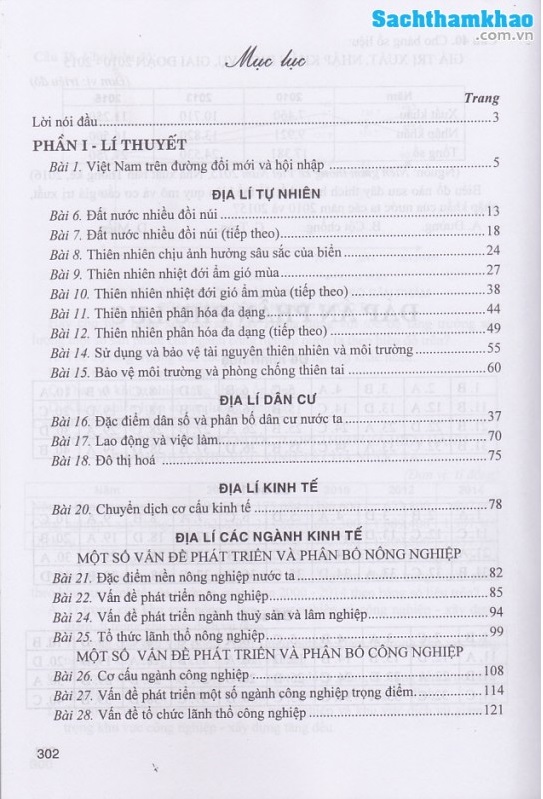 Sachthamkhao
.com.vn
Mục lục
Trang
Lời nói đầu 3
PHẦN I - LÍ THUYẾT
Bài 1. Việt Nam trên đường đổi mới và hội nhập 5
ĐỊA LÍ TỰ NHIÊN
Bài 6. Đất nước nhiều đồi núi 13
Bài 7. Đất nước nhiều đồi núi (tiếp theo) 18
Bài 8. Thiên nhiên chịu ảnh hưởng sâu sắc của biển 24
Bài 9. Thiên nhiên nhiệt đới ẩm gió mùa 27
Bài 10. Thiên nhiên nhiệt đới gió ẩm mùa (tiếp theo) 38
Bài 11. Thiên nhiên phân hóa đa dạng 44
Bài 12. Thiên nhiên phân hóa đa dạng (tiếp theo) 49
Bài 14. Sử dụng và bảo vệ tài nguyên thiên nhiên và môi trường 55
Bài 15. Bảo vệ môi trường và phòng chống thiên tai 60
ĐỊA LÍ DÂN CƯ
Bài 16. Đặc điểm dân số và phân bố dân cư nước ta 37
Bài 17. Lao động và việc làm 70
Bài 18. Đô thị hoá 75
ĐỊA LÍ KINH TẾ
Bài 20. Chuyển dịch cơ cấu kinh tế 78
ĐỊA LÍ CÁC NGÀNH KINH TẾ
MỘT SỐ VẤN ĐỀ PHÁT TRIỂN VÀ PHÂN BỐ NÔNG NGHIỆP
Bài 21. Đặc điểm nền nông nghiệp nước ta 82
Bài 22. Vấn đề phát triển nông nghiệp 85
Bài 24. Vấn đề phát triển ngành thuỷ sản và lâm nghiệp 94
Bài 25. Tổ thức lãnh thổ nông nghiệp 99
MỘT SỐ VẤN ĐỀ PHÁT TRIỂN VÀ PHÂN BỐ CÔNG NGHIỆP
Bài 26. Cơ cấu ngành công nghiệp 108
Bài 27. Vấn đề phát triển một số ngành công nghiệp trọng điểm. 114
Bài 28. Vấn đề tổ chức lãnh thổ công nghiệp 121
302